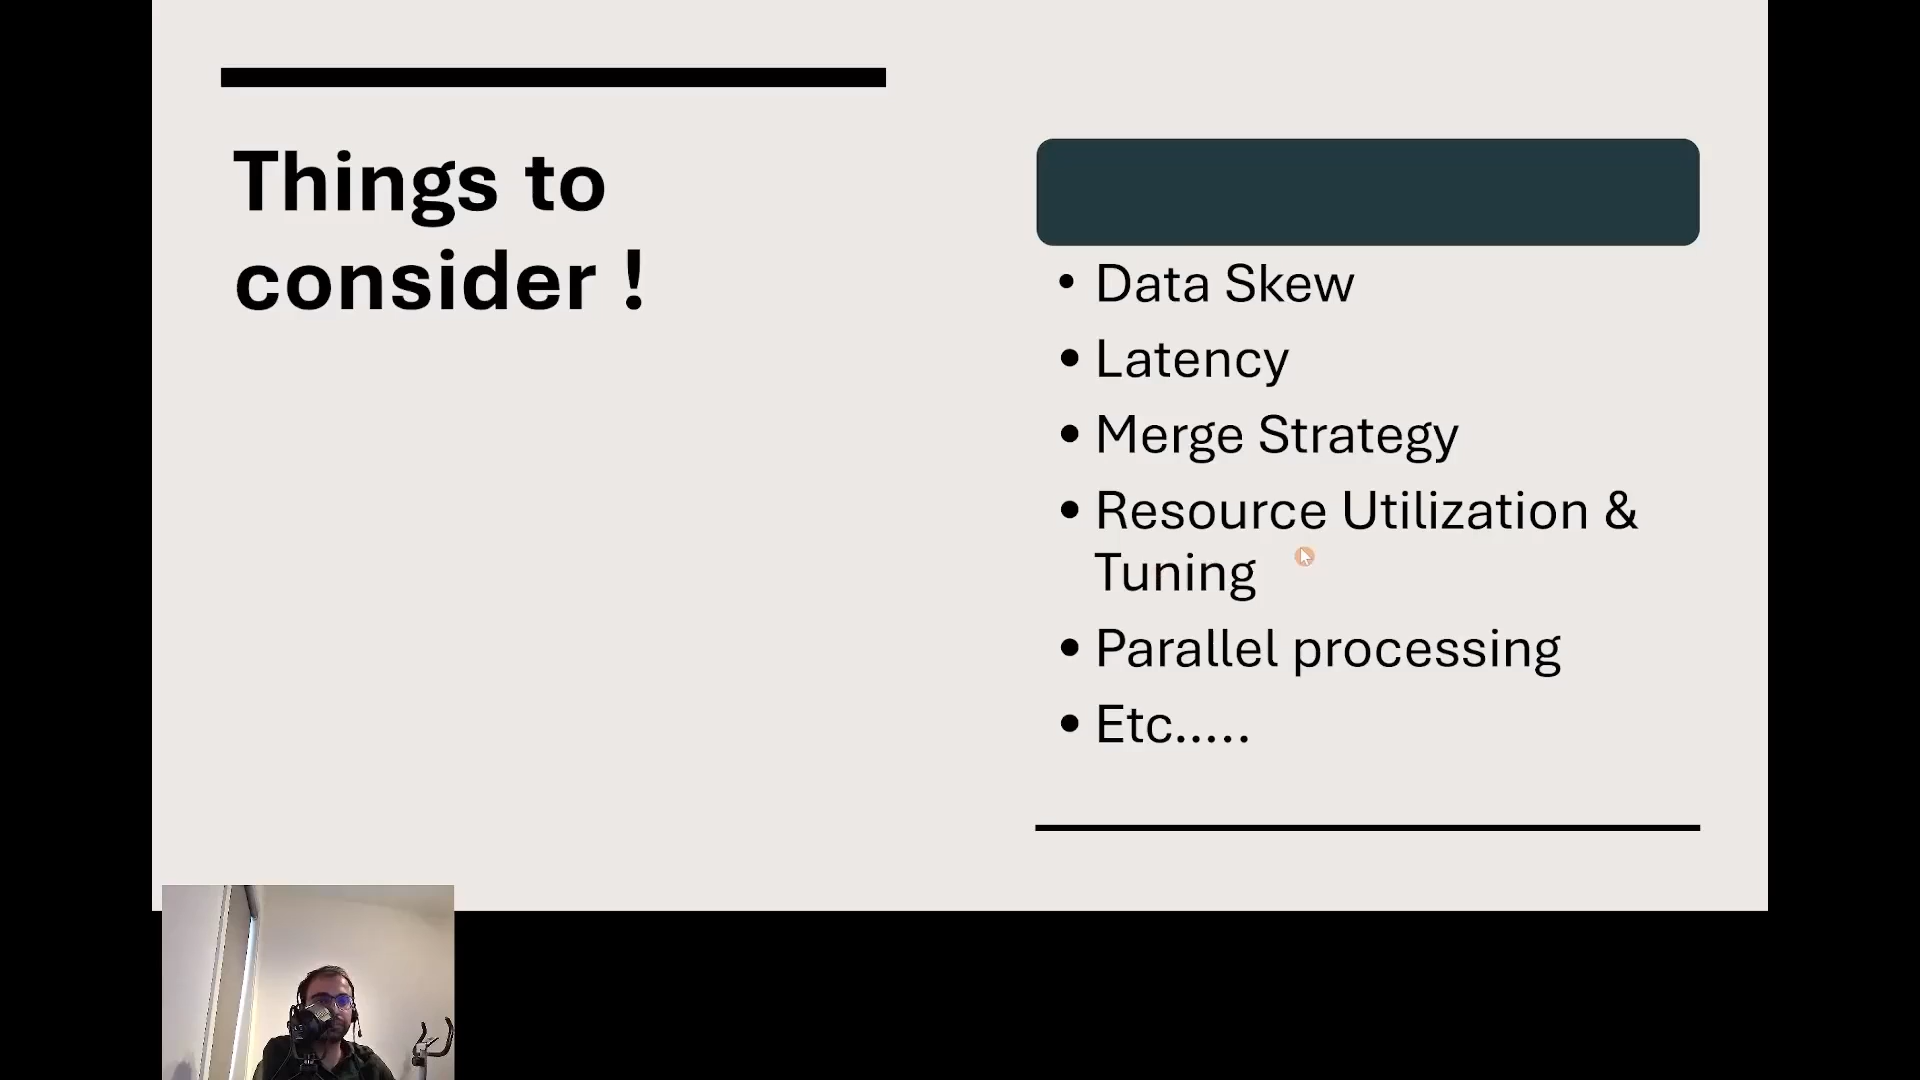 Things to
consider !
• Data Skew
• Latency
• Merge Strategy
• Resource Utilization &
Tuning
• Parallel processing
• Etc.....